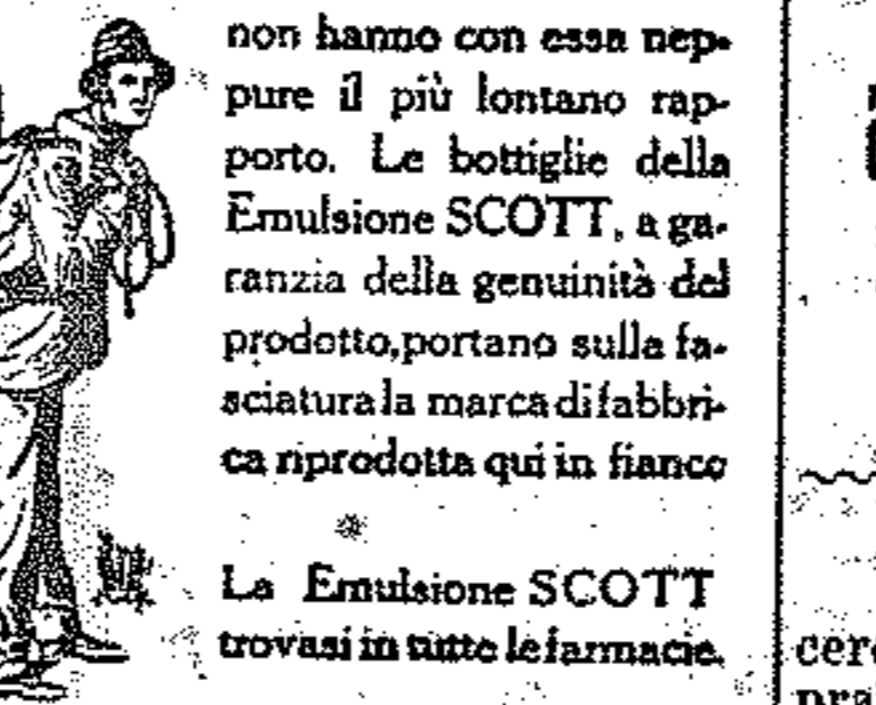 non hanno con essa nep-
pure il più lontano rap-
porto. Le bottiglie della
Emulsione SCOTT, a ga-
ranzia della genuinità del
prodotto, portano sulla fa-
sciatura la marca di fabbri-
ca riprodotta qui in fianco
La Emulsione SCOTT
trovasi in tutte le farmacie.